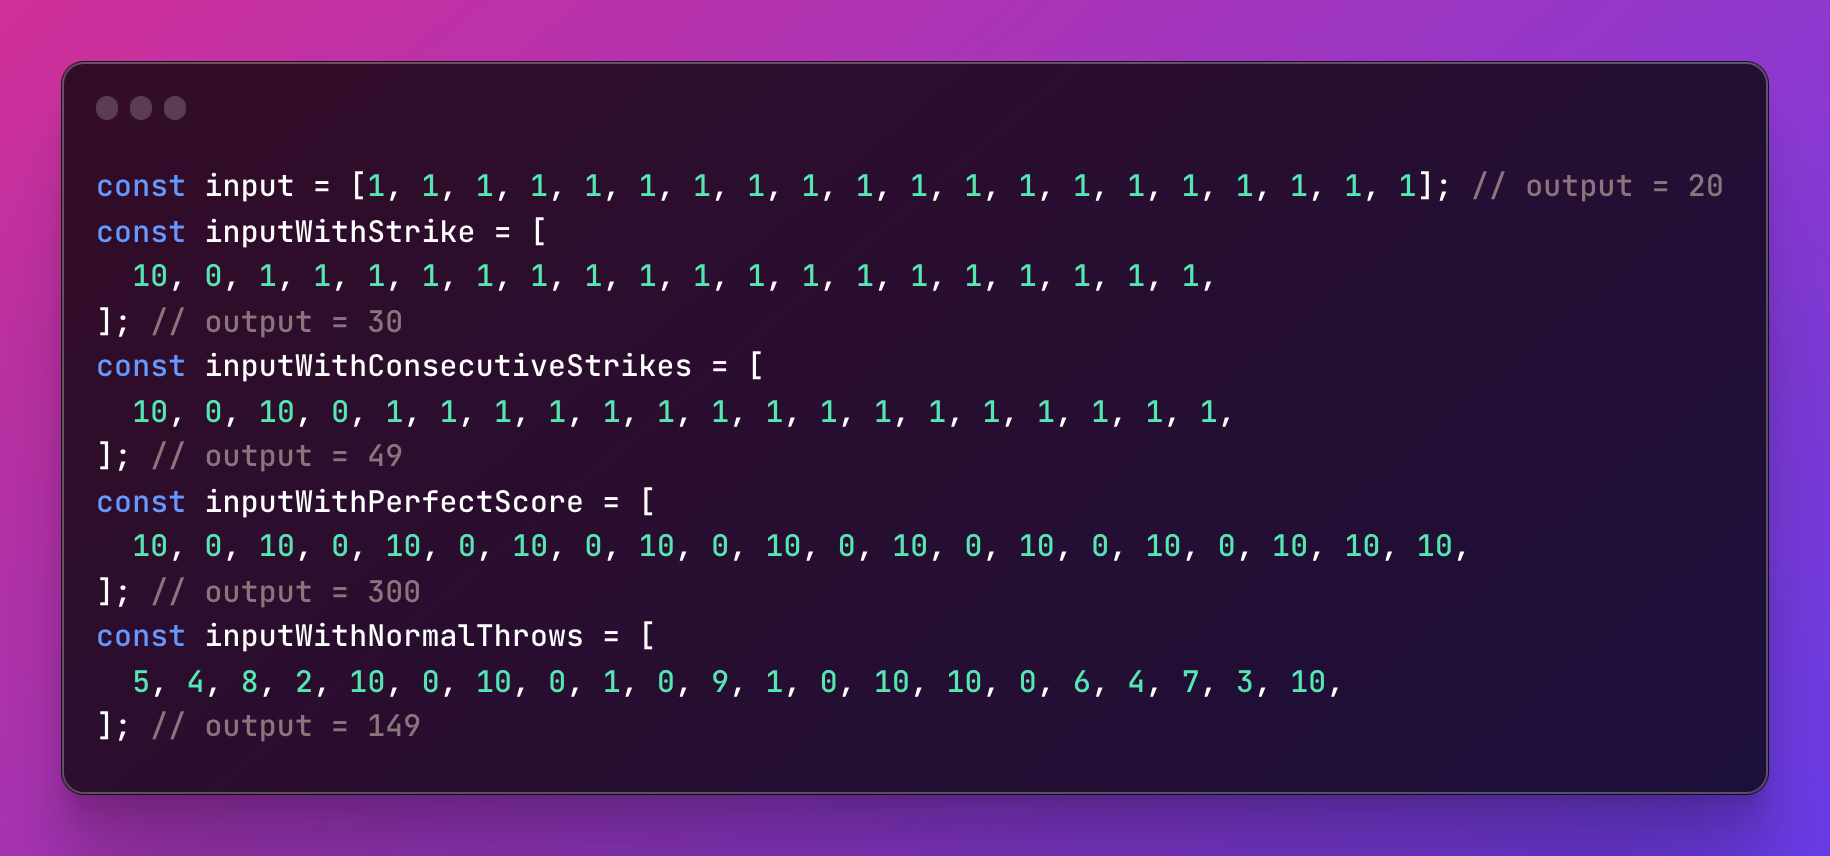 const input = [1, 1, 1, 1, 1, 1, 1, 1, 1, 1, 1, 1, 1, 1, 1, 1, 1, 1, 1, 1]; // output = 20
const inputWithStrike = [
  10, 0, 1, 1, 1, 1, 1, 1, 1, 1, 1, 1, 1, 1, 1, 1, 1, 1, 1, 1,
]; // output = 30
const inputWithConsecutiveStrikes = [
  10, 0, 10, 0, 1, 1, 1, 1, 1, 1, 1, 1, 1, 1, 1, 1, 1, 1, 1, 1,
]; // output = 49
const inputWithPerfectScore = [
  10, 0, 10, 0, 10, 0, 10, 0, 10, 0, 10, 0, 10, 0, 10, 0, 10, 0, 10, 10, 10,
]; // output = 300
const inputWithNormalThrows = [
  5, 4, 8, 2, 10, 0, 10, 0, 1, 0, 9, 1, 0, 10, 10, 0, 6, 4, 7, 3, 10,
]; // output = 149